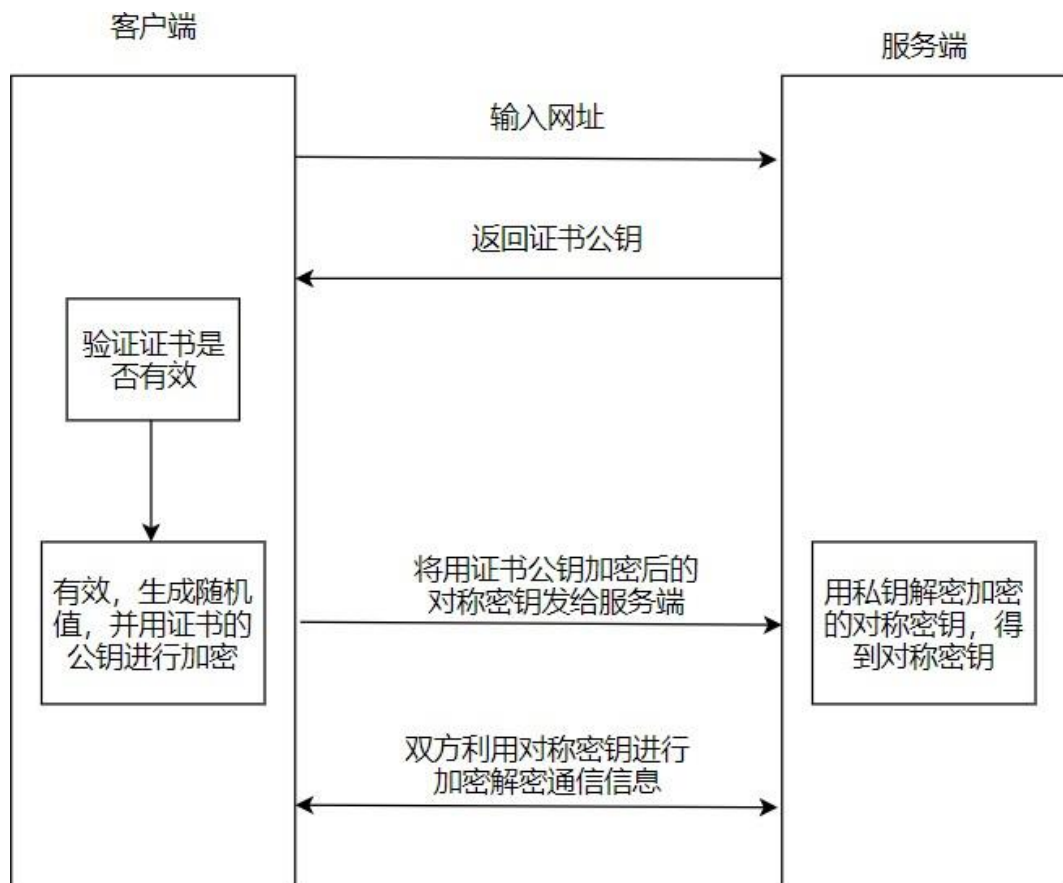 客户端
服务端
输入网址
返回证书公钥
验证证书是
否有效
有效，生成随机
值，并用证书的
公钥进行加密
将用证书公钥加密后的
对称密钥发给服务端
用私钥解密加密
的对称密钥，得
到对称密钥
双方利用对称密钥进行
加密解密通信信息